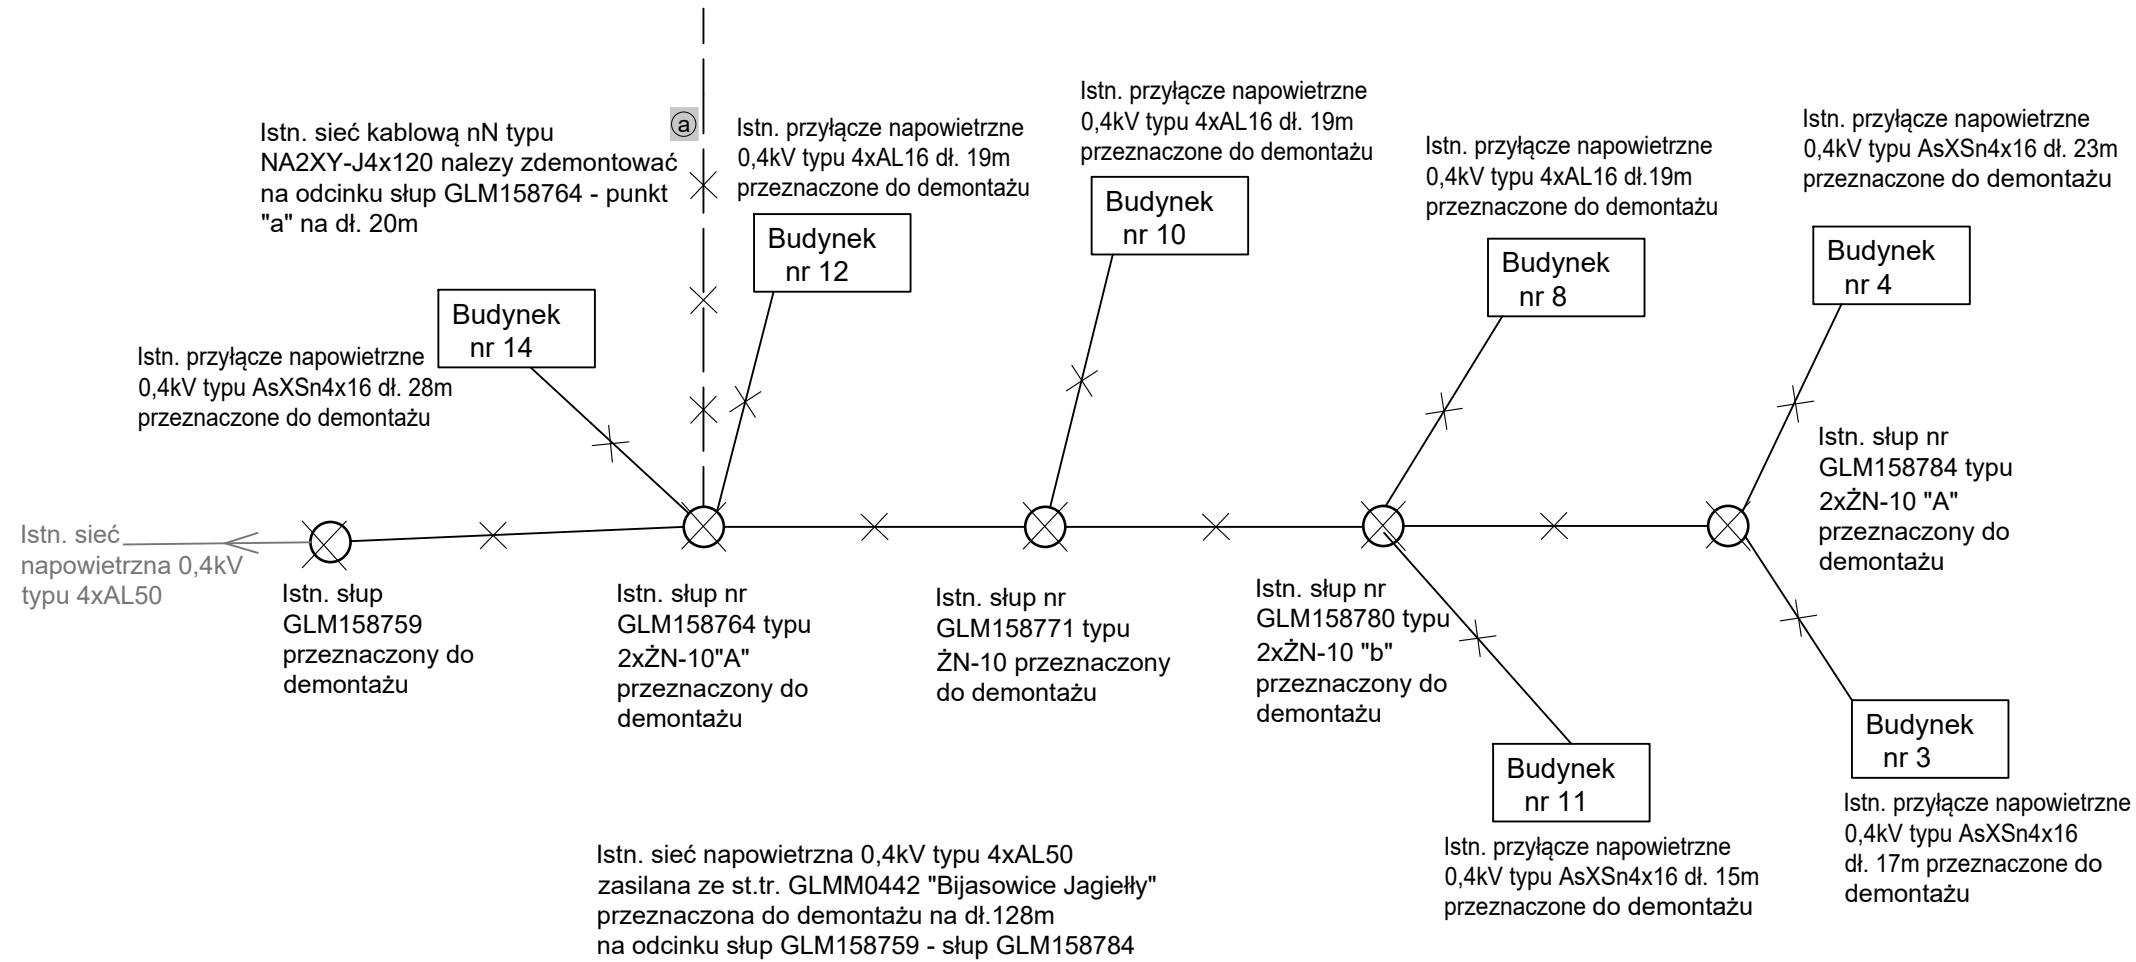 Istn. sieć kablową nN typu
NA2XY-J4x120 nalezy zdemontować
na odcinku słup GLM158764 - punkt
"a" na dł. 20m
a
Istn. przyłącze napowietrzne
0,4kV typu 4xAL16 dł. 19m
przeznaczone do demontażu
Istn. przyłącze napowietrzne
0,4kV typu 4xAL16 dł. 19m
przeznaczone do demontażu
Istn. przyłącze napowietrzne
0,4kV typu 4xAL16 dł.19m
przeznaczone do demontażu
Istn. przyłącze napowietrzne
0,4kV typu AsXSn4x16 dł. 23m
przeznaczone do demontażu
Budynek
nr 12
Budynek
nr 10
Budynek
nr 8
Budynek
nr 4
Budynek
nr 14
Istn. przyłącze napowietrzne
0,4kV typu AsXSn4x16 dł. 28m
przeznaczone do demontażu
Istn. słup nr
GLM158784 typu
2xŻN-10 "A"
przeznaczony do
demontażu
Istn. sieć
napowietrzna 0,4kV
typu 4xAL50
Istn. słup
GLM158759
przeznaczony do
demontażu
Istn. słup nr
GLM158764 typu
2xŻN-10"A"
przeznaczony do
demontażu
Istn. słup nr
GLM158771 typu
ŻN-10 przeznaczony
do demontażu
Istn. słup nr
GLM158780 typu
2xŻN-10 "b"
przeznaczony do
demontażu
Budynek
nr 11
Budynek
nr 3
Istn. przyłącze napowietrzne
0,4kV typu AsXSn4x16 dł. 15m
przeznaczone do demontażu
Istn. przyłącze napowietrzne
0,4kV typu AsXSn4x16
dł. 17m przeznaczone do
demontażu
Istn. sieć napowietrzna 0,4kV typu 4xAL50
zasilana ze st.tr. GLMM0442 "Bijasowice Jagiełły"
przeznaczona do demontażu na dł.128m
na odcinku słup GLM158759 - słup GLM158784